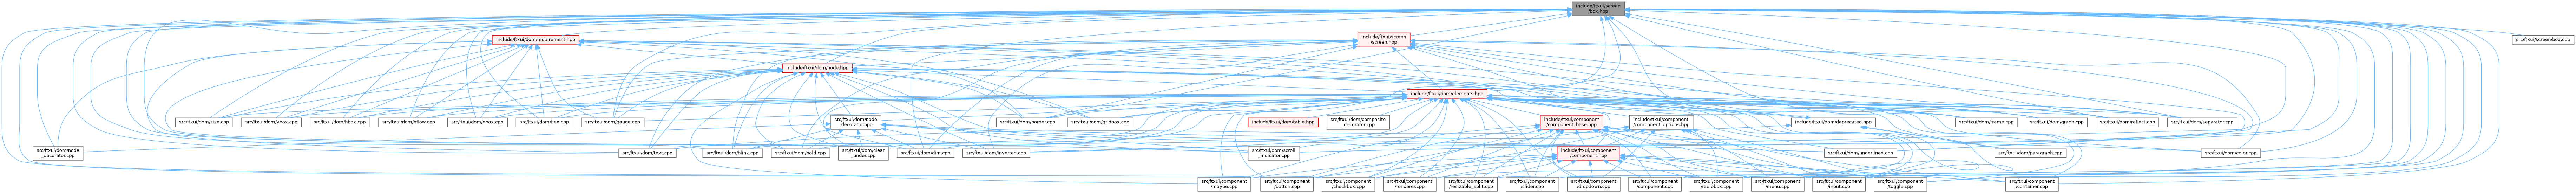 include/ftxui/screen
/box.hpp
include/ftxui/dom/requirement.hpp
include/ftxui/screen
/screen.hpp
src/ftxui/screen/box.cpp
include/ftxui/dom/node.hpp
include/ftxui/dom/elements.hpp
src/ftxui/dom/size.cpp
src/ftxui/dom/vbox.cpp
src/ftxui/dom/hbox.cpp
src/ftxui/dom/hflow.cpp
src/ftxui/dom/dbox.cpp
src/ftxui/dom/flex.cpp
src/ftxui/dom/gauge.cpp
src/ftxui/dom/node
_decorator.hpp
src/ftxui/dom/border.cpp
src/ftxui/dom/gridbox.cpp
include/ftxui/dom/table.hpp
src/ftxui/dom/composite
_decorator.cpp
include/ftxui/component
/component_base.hpp
include/ftxui/component
/component_options.hpp
include/ftxui/dom/deprecated.hpp
src/ftxui/dom/frame.cpp
src/ftxui/dom/graph.cpp
src/ftxui/dom/reflect.cpp
src/ftxui/dom/separator.cpp
src/ftxui/dom/node
_decorator.cpp
src/ftxui/dom/text.cpp
src/ftxui/dom/blink.cpp
src/ftxui/dom/bold.cpp
src/ftxui/dom/clear
_under.cpp
src/ftxui/dom/dim.cpp
src/ftxui/dom/inverted.cpp
src/ftxui/dom/scroll
_indicator.cpp
include/ftxui/component
/component.hpp
src/ftxui/dom/underlined.cpp
src/ftxui/dom/paragraph.cpp
src/ftxui/dom/color.cpp
src/ftxui/component
/maybe.cpp
src/ftxui/component
/button.cpp
src/ftxui/component
/checkbox.cpp
src/ftxui/component
/renderer.cpp
src/ftxui/component
/resizable_split.cpp
src/ftxui/component
/slider.cpp
src/ftxui/component
/dropdown.cpp
src/ftxui/component
/component.cpp
src/ftxui/component
/radiobox.cpp
src/ftxui/component
/menu.cpp
src/ftxui/component
/input.cpp
src/ftxui/component
/toggle.cpp
src/ftxui/component
/container.cpp